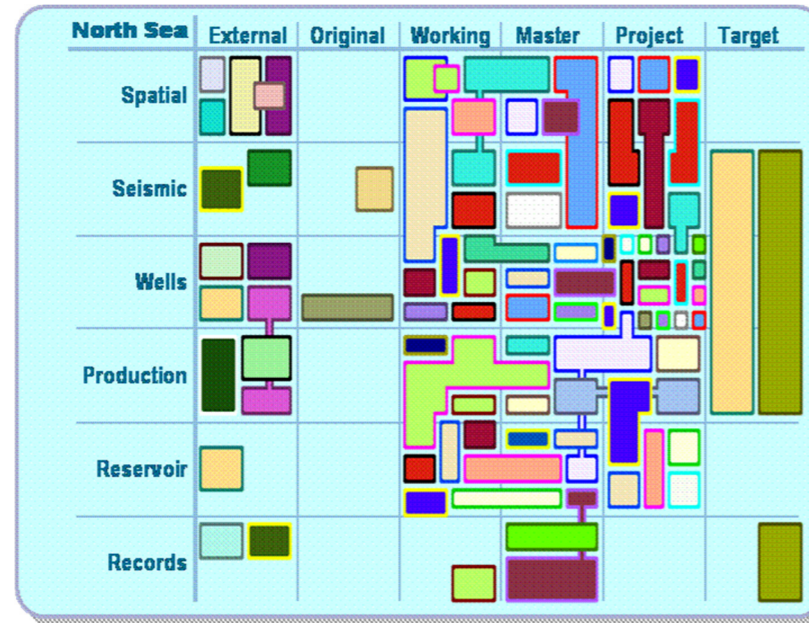 North Sea External Original Working Master Project Target
Spatial
Seismic
Wells
Production
Reservoir
Records